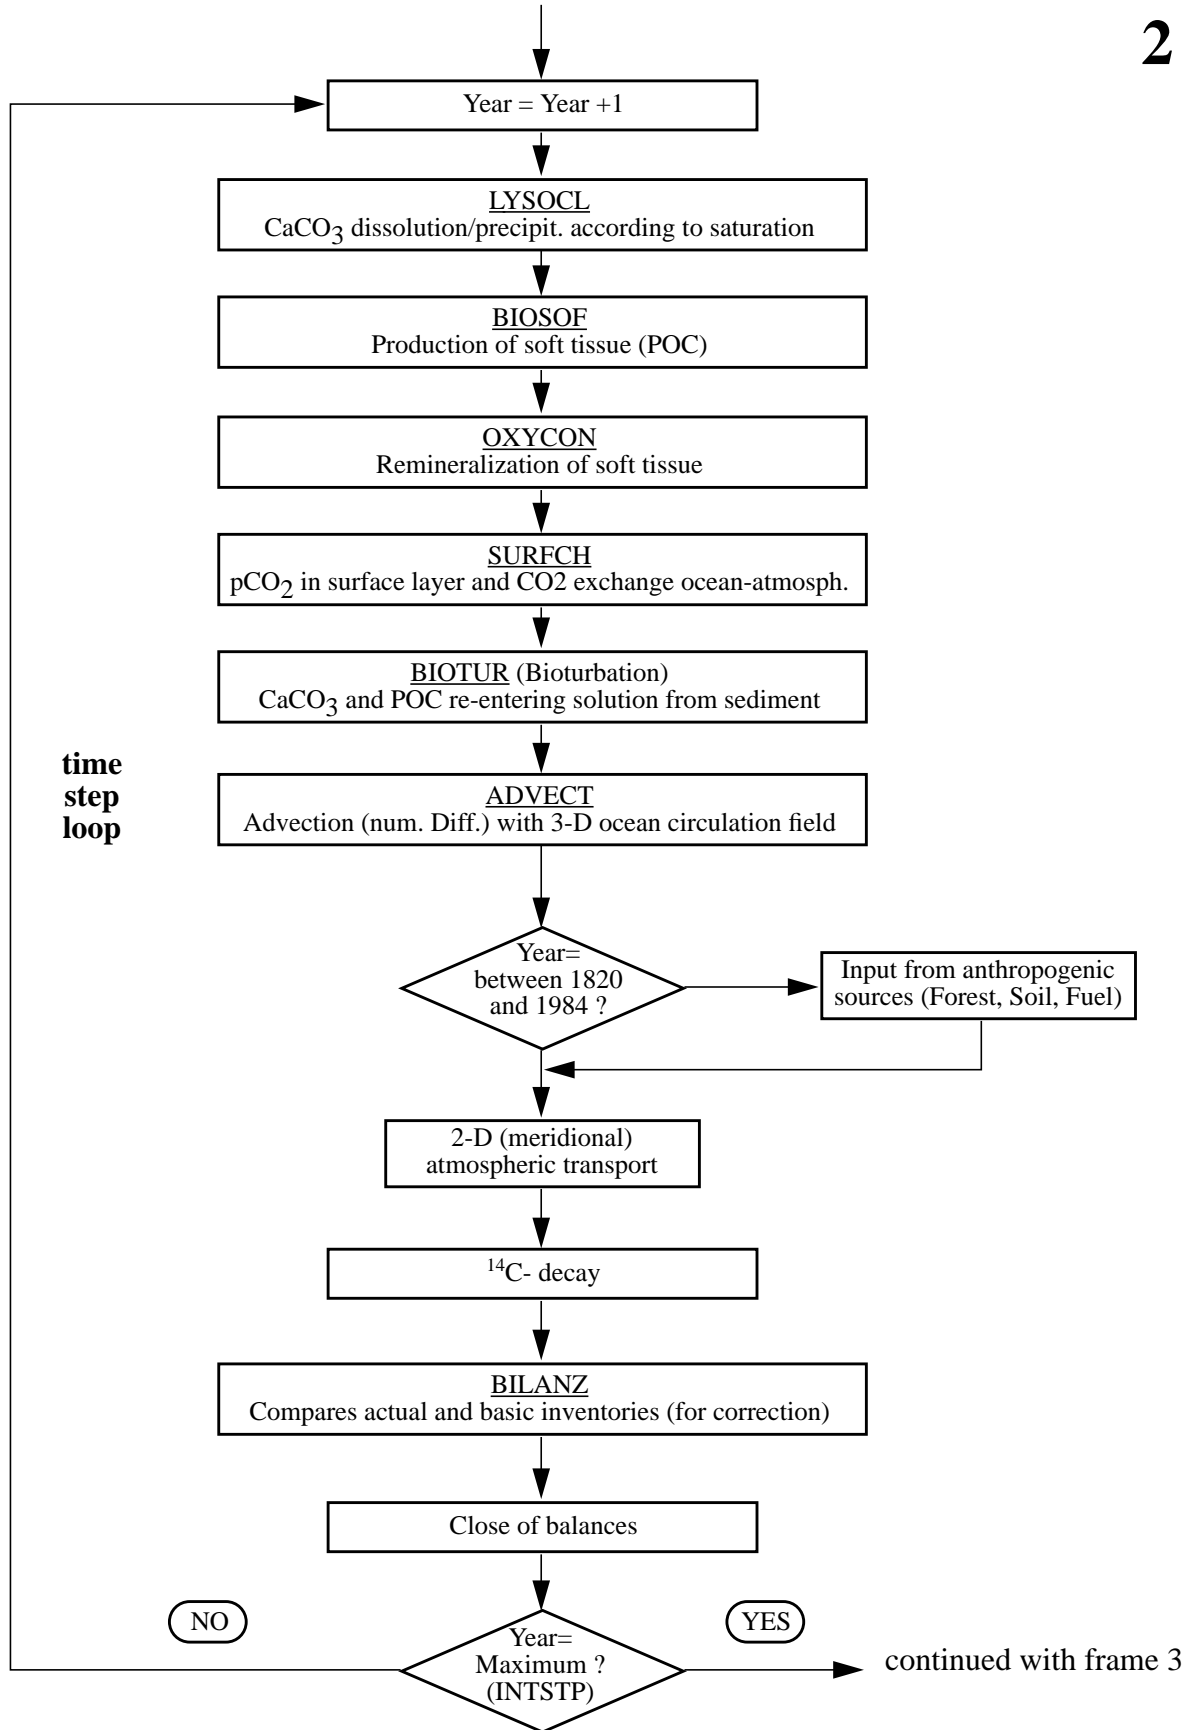 2
Year = Year +1
LYSOCL
CaCO3 dissolution/precipit. according to saturation
BIOSOF
Production of soft tissue (POC)
OXYCON
Remineralization of soft tissue
SURFCH
pCO2 in surface layer and CO2 exchange ocean-atmosph.
BIOTUR (Bioturbation)
CaCO3 and POC re-entering solution from sediment
time
step
loop
ADVECT
Advection (num. Diff.) with 3-D ocean circulation field
Year=
between 1820
and 1984 ?
Input from anthropogenic
sources (Forest, Soil, Fuel)
2-D (meridional)
atmospheric transport
14C- decay
BILANZ
Compares actual and basic inventories (for correction)
Close of balances
NO
YES
Year=
Maximum ?
(INTSTP)
continued with frame 3